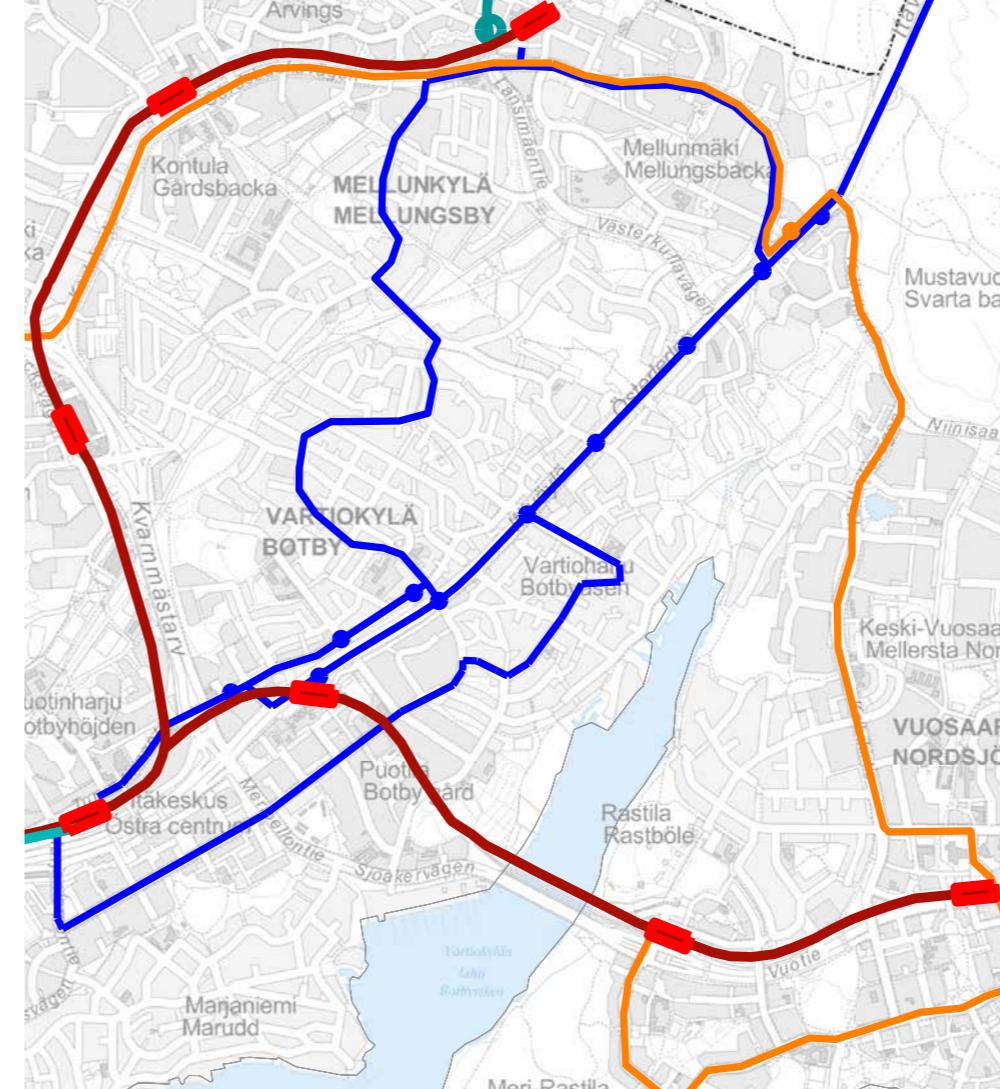 Arvings
Länsimäentie
Kontula
Gårdsbacka
Mellunmäki
Mellungsbacka
MELLUNKYLÄ
MELLUNGSBY
Västerkullavägen
Mustavuo
Svarta ba
Niinisaa
Kvarnmästarv
VARTIOKYLÄ
BOTBY
Vartioharju
Botbyåsen
Keski-Vuosaa
Mellersta Nor
uotinharju
otbyhöjden
VUOSAAR
NORDSJÖ
Itäkeskus
Östra centrum
Puotila
Botby gård
Rastila
Rastböle
Sjöåkervägen
Vuotie
Vartiokylän
lahti
Botbyviken
Marjaniemi
Marudd
Meri-Rastila